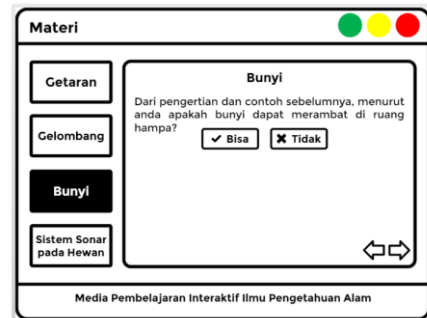 Materi
Getaran
Gelombang
Bunyi
Sistem Sonar
pada Hewan
Bunyi
Dari pengertian dan contoh sebelumnya, menurut
anda apakah bunyi dapat merambat di ruang
hampa?
✔ Bisa
✖ Tidak
Media Pembelajaran Interaktif Ilmu Pengetahuan Alam